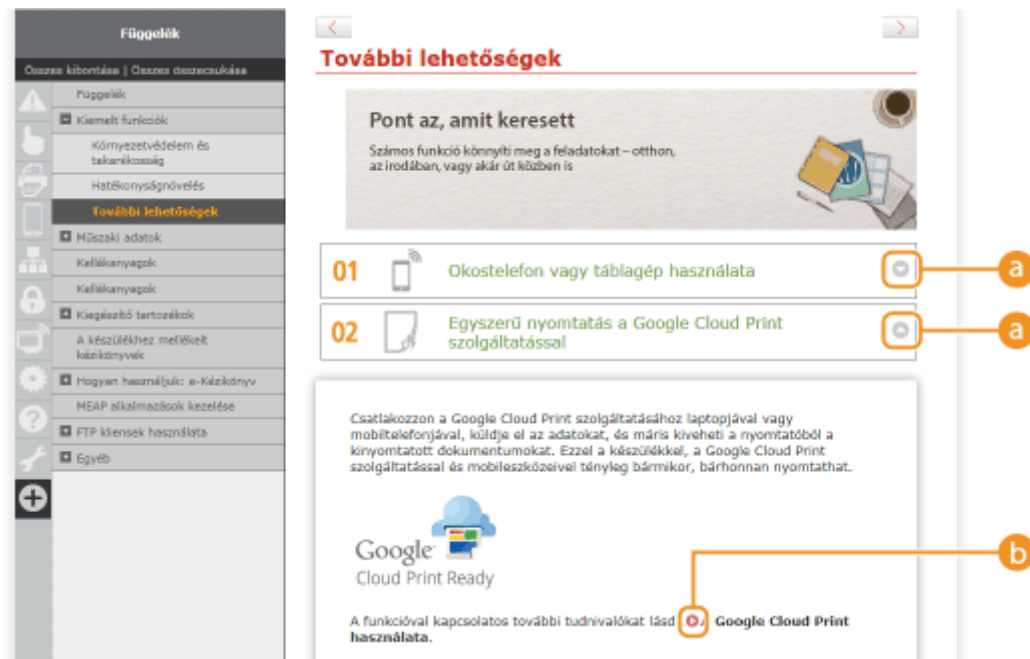 Függelék
Összes kibontása | Összes összecsukása
Függelék
Kiemelt funkciók
Környezetvédelem és
takarékosság
Hatékonyságnövelés
További lehetőségek
Műszaki adatok
Kellékanyagok
Kellékanyagok
Kiegészítő tartozékok
A készülékhez mellékelt
kézikönyvek
Hogyan használjuk: e-Kézikönyv
MEAP alkalmazások kezelése
FTP kliensek használata
Egyéb
További lehetőségek
Pont az, amit keresett
Számos funkció könnyíti meg a feladatokat – otthon,
az irodában, vagy akár út közben is
01 Okostelefon vagy táblagép használata
a
02 Egyszerű nyomtatás a Google Cloud Print
szolgáltatással
a
Csatlakozzon a Google Cloud Print szolgáltatásához laptopjával vagy
mobiltelefonjával, küldje el az adatokat, és máris kiveheti a nyomtatóból a
kinyomtatott dokumentumokat. Ezzel a készülékkel, a Google Cloud Print
szolgáltatással és mobileszközeivel tényleg bármikor, bárhonnan nyomtathat.
Google
Cloud Print Ready
b
A funkcióval kapcsolatos további tudnivalókat lásd Google Cloud Print
használata.